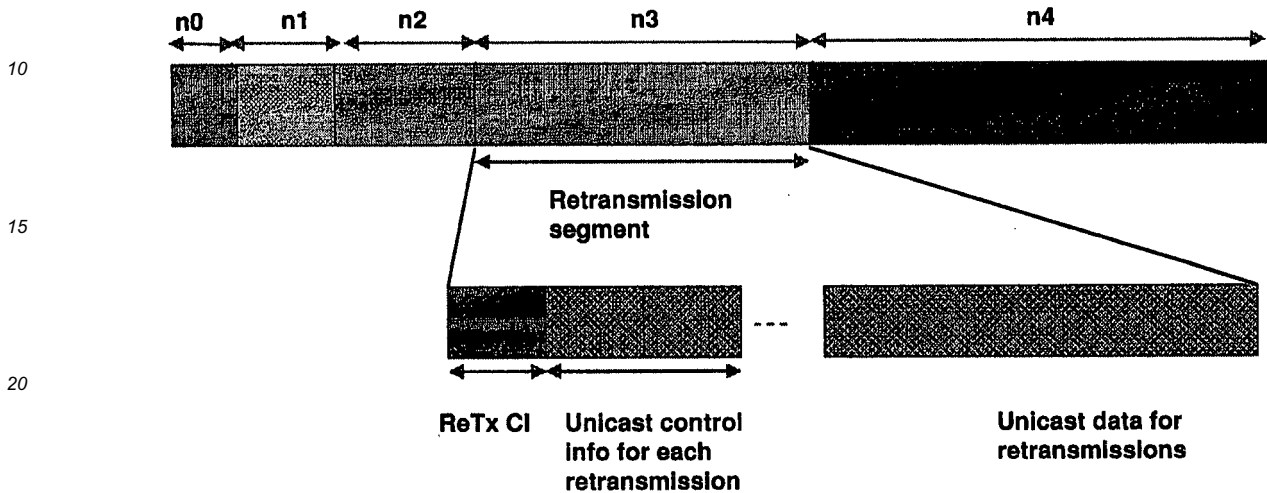 n0 n1 n2 n3 n4
10
Retransmission
segment
15
---
20
ReTx CI Unicast control Unicast data for
info for each retransmissions
retransmission